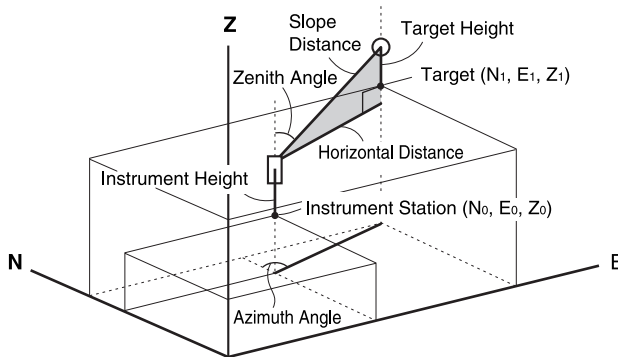 Slope
Distance
Target Height
Z
Zenith Angle
Target (N1, E1, Z1)
Horizontal Distance
Instrument Height
Instrument Station (N0, E0, Z0)
N
E
Azimuth Angle